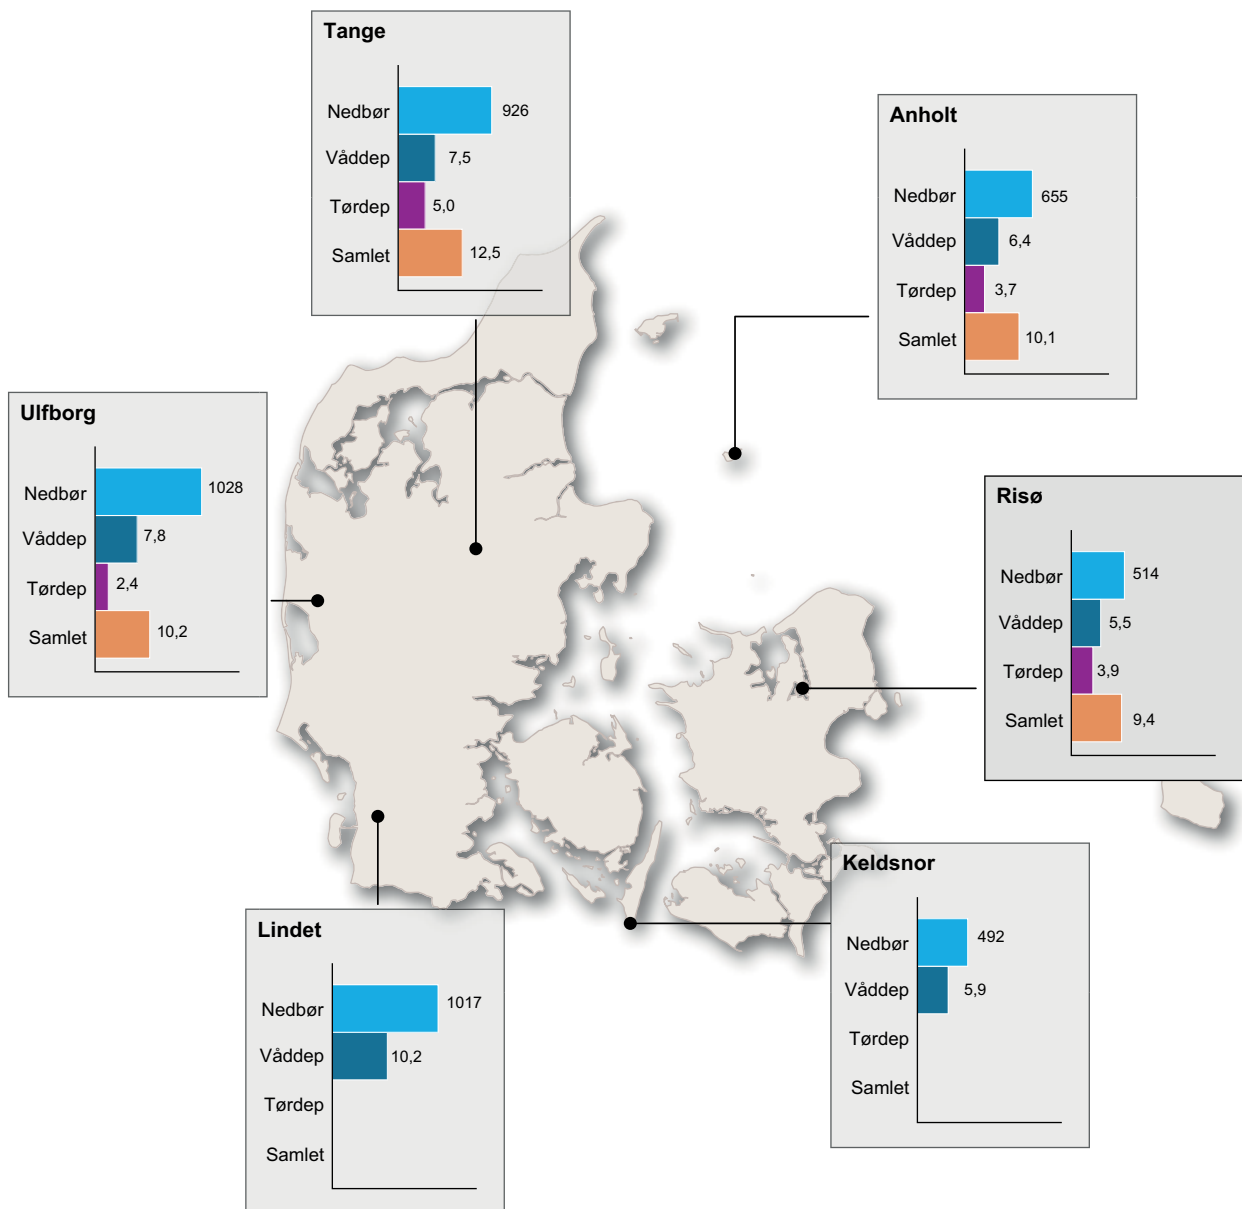 Tange
Nedbør 926
Våddep 7,5
Tørdep 5,0
Samlet 12,5
Anholt
Nedbør 655
Våddep 6,4
Tørdep 3,7
Samlet 10,1
Ulfborg
Nedbør 1028
Våddep 7,8
Tørdep 2,4
Samlet 10,2
Risø
Nedbør 514
Våddep 5,5
Tørdep 3,9
Samlet 9,4
Keldsnor
Nedbør 492
Våddep 5,9
Tørdep
Samlet
Lindet
Nedbør 1017
Våddep 10,2
Tørdep
Samlet